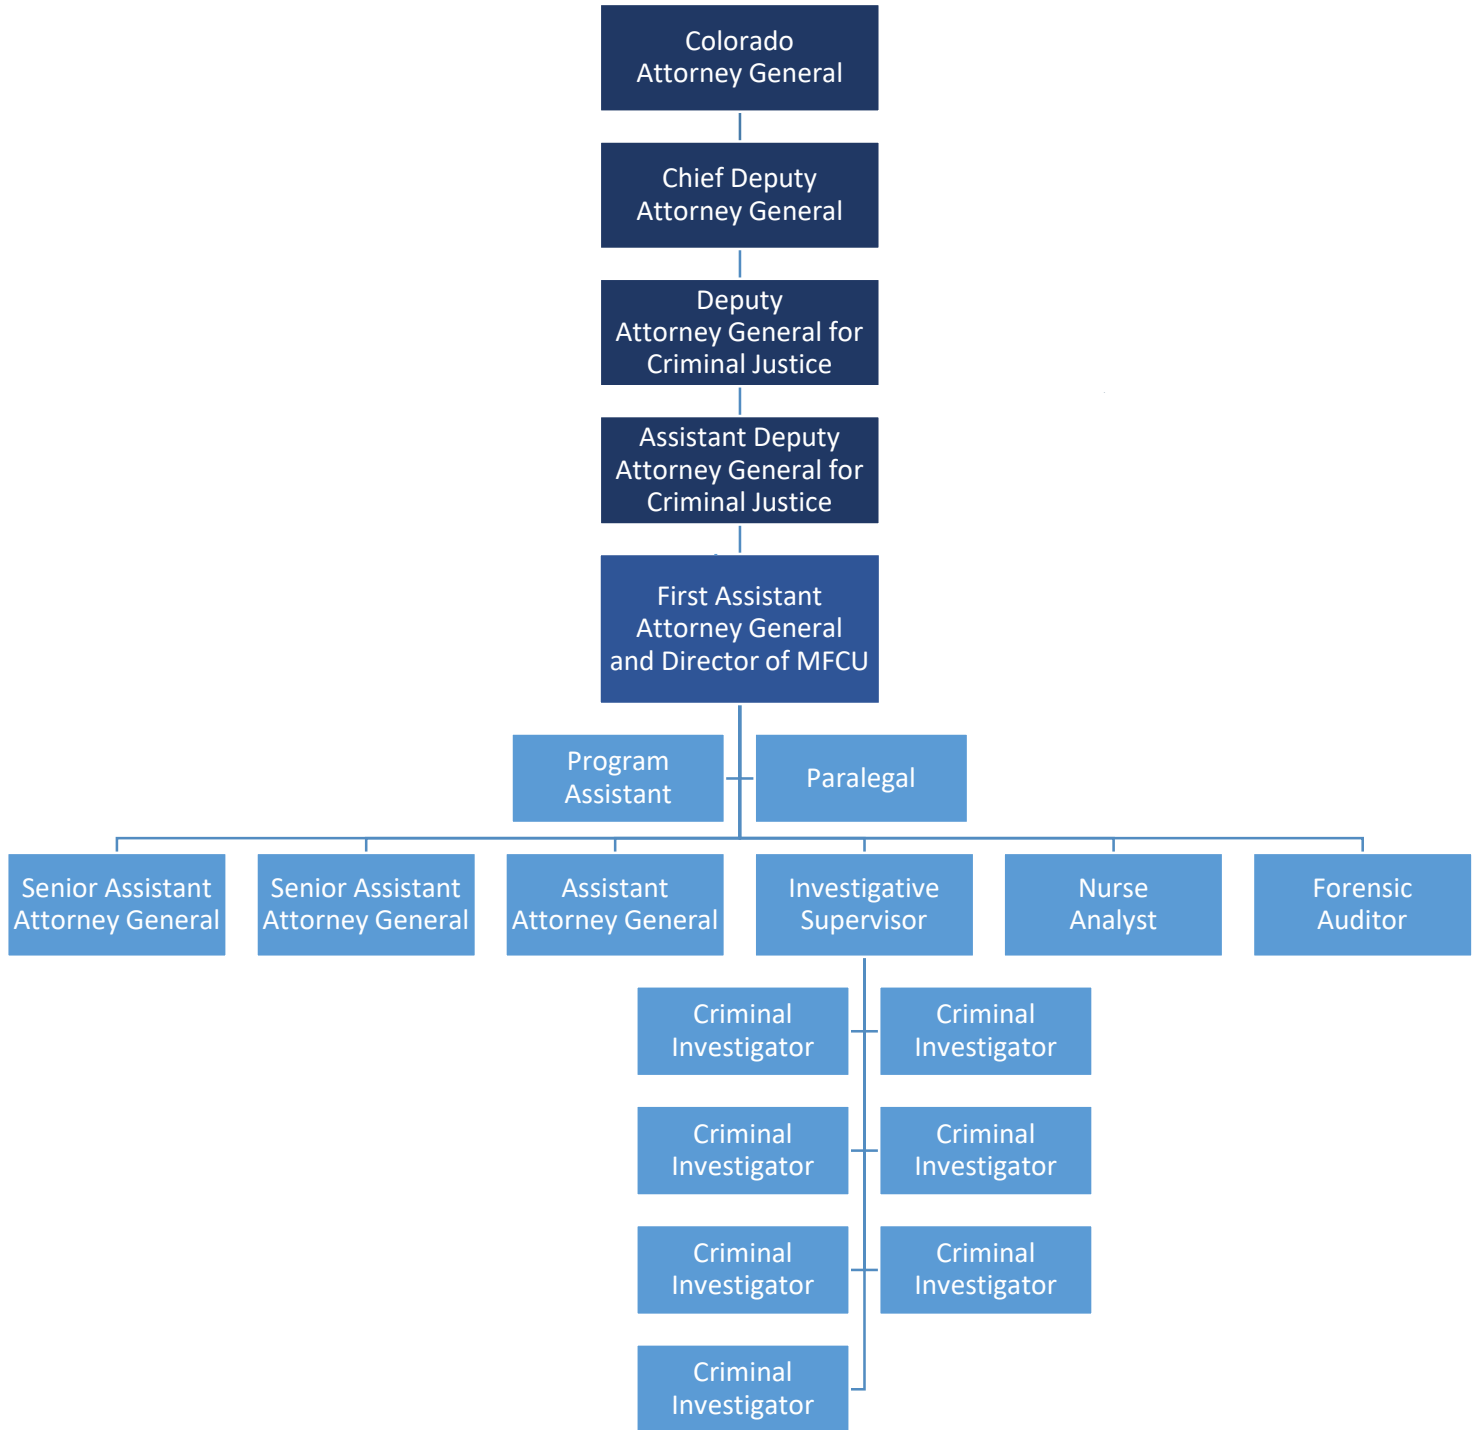 Colorado
Attorney General
Chief Deputy
Attorney General
Deputy
Attorney General for
Criminal Justice
Assistant Deputy
Attorney General for
Criminal Justice
First Assistant
Attorney General
and Director of MFCU
Program
Assistant
Paralegal
Senior Assistant
Attorney General
Senior Assistant
Attorney General
Assistant
Attorney General
Investigative
Supervisor
Nurse
Analyst
Forensic
Auditor
Criminal
Investigator
Criminal
Investigator
Criminal
Investigator
Criminal
Investigator
Criminal
Investigator
Criminal
Investigator
Criminal
Investigator